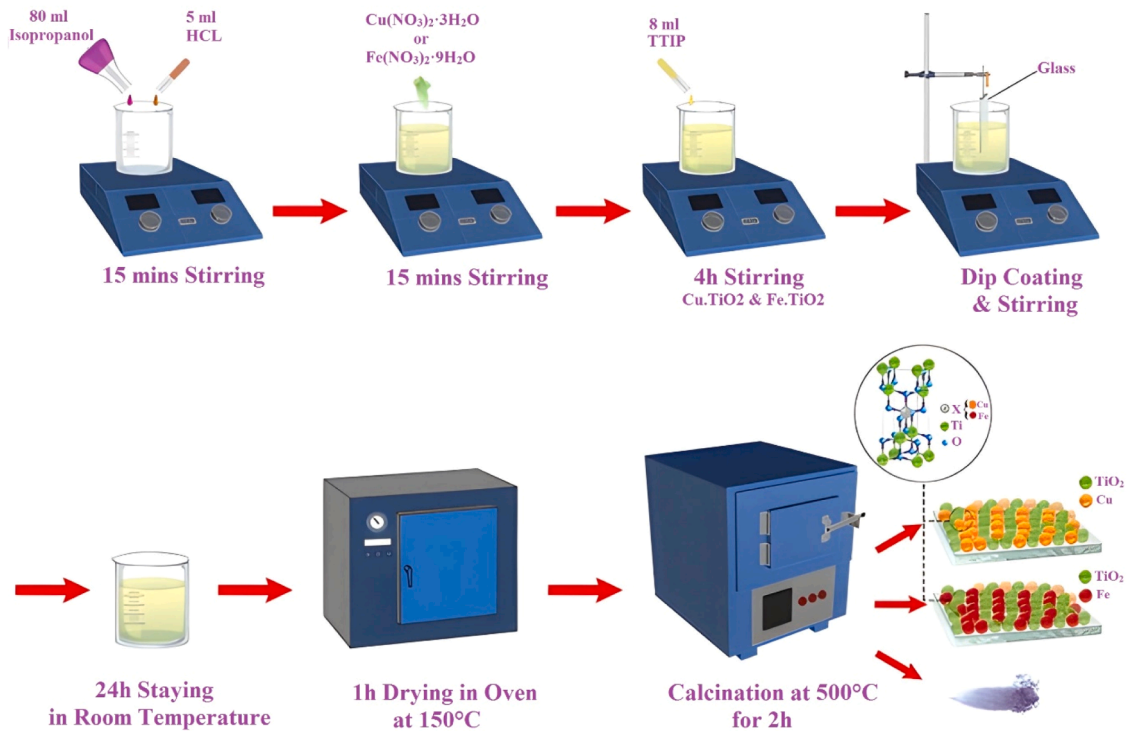 80 ml
Isopropanol
5 ml
HCL
15 mins Stirring
Cu(NO3)2·3H2O
or
Fe(NO3)2·9H2O
15 mins Stirring
8 ml
TTIP
4h Stirring
Cu.TiO2 & Fe.TiO2
Glass
Dip Coating
& Stirring
24h Staying
in Room Temperature
1h Drying in Oven
at 150°C
Calcination at 500°C
for 2h
X
Cu
Fe
Ti
O
TiO2
Cu
TiO2
Fe